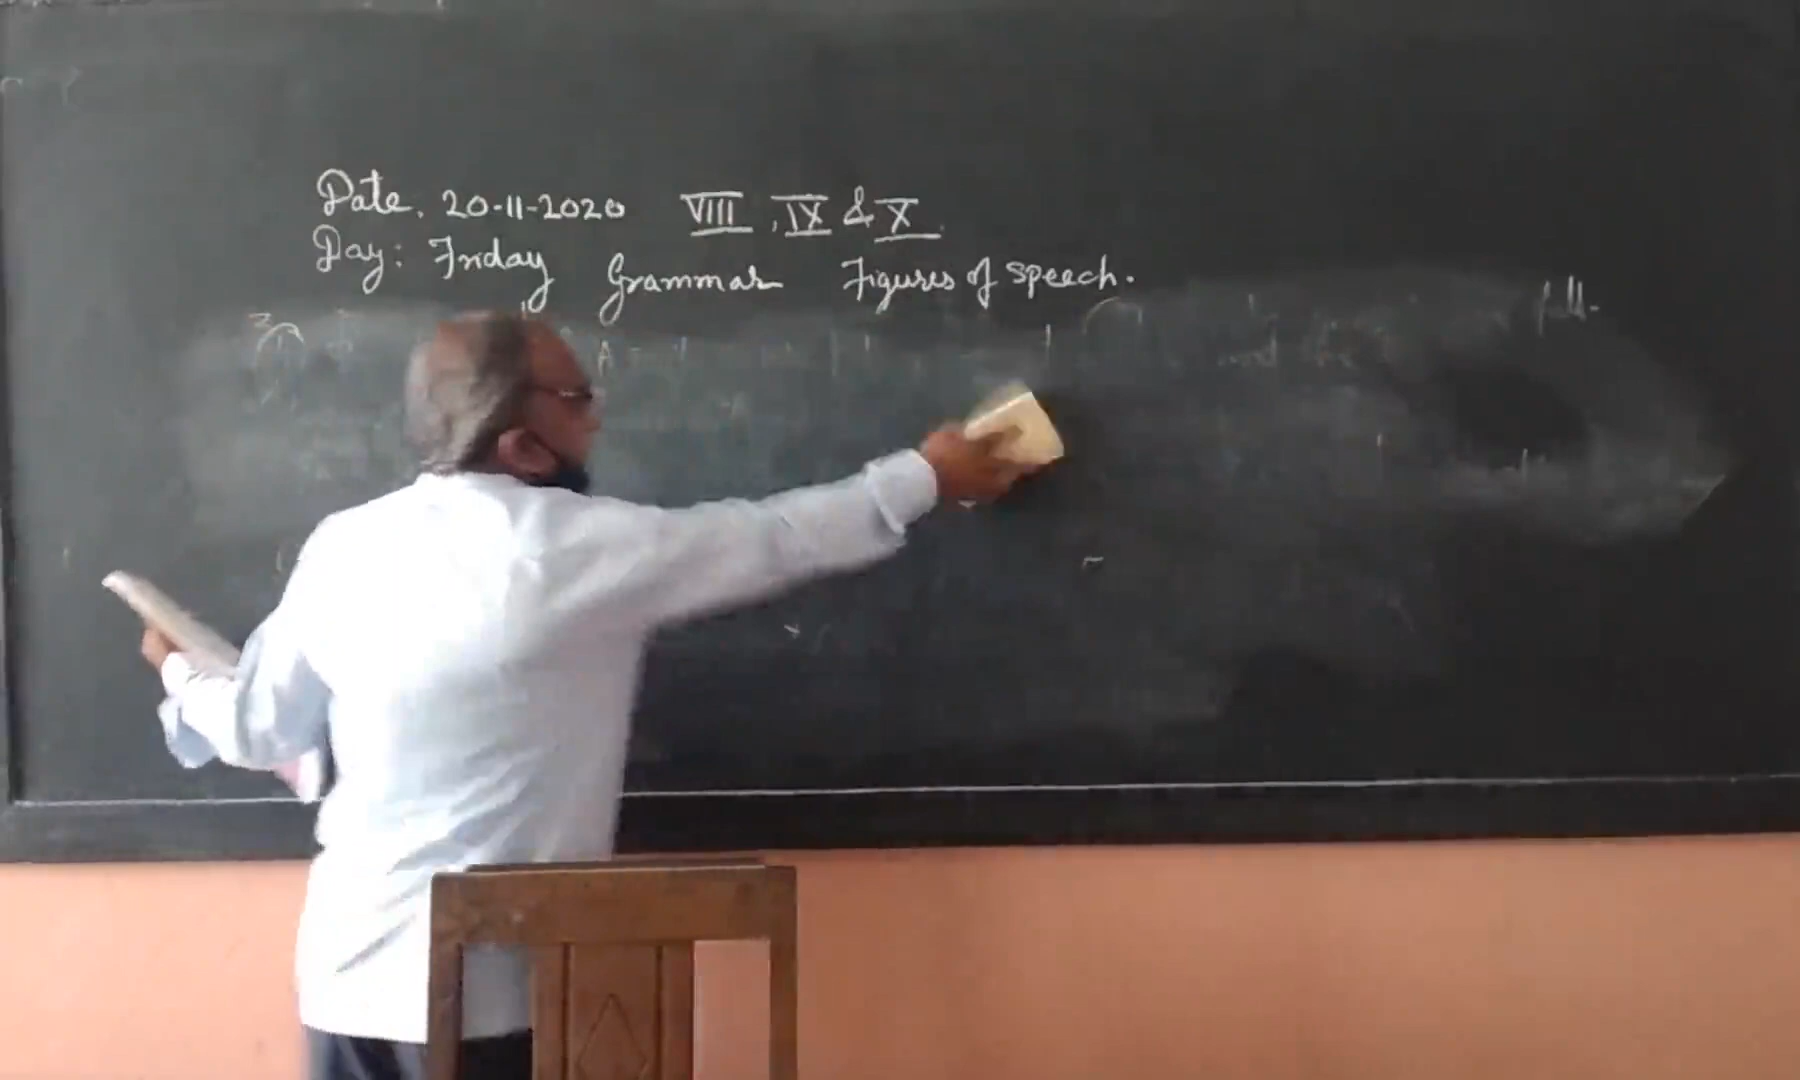 Date. 20-11-2020 VIII, IX & X.
Day: Friday Grammar Figures of speech.